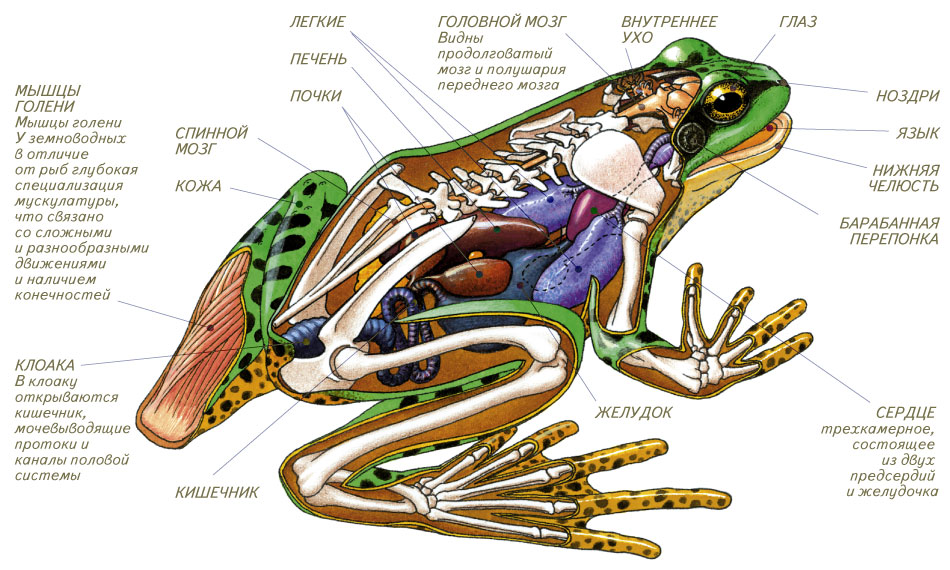 ЛЕГКИЕ
ПЕЧЕНЬ
ПОЧКИ
ГОЛОВНОЙ МОЗГ
Видны
продолговатый
мозг и полушария
переднего мозга
ВНУТРЕННЕЕ
УХО
ГЛАЗ
МЫШЦЫ
ГОЛЕНИ
Мышцы голени
У земноводных
в отличие
от рыб глубокая
специализация
мускулатуры,
что связано
со сложными
и разнообразными
движениями
и наличием
конечностей
СПИННОЙ
МОЗГ
КОЖА
НОЗДРИ
ЯЗЫК
НИЖНЯЯ
ЧЕЛЮСТЬ
БАРАБАННАЯ
ПЕРЕПОНКА
КЛОАКА
В клоаку
открываются
кишечник,
мочевыводящие
протоки и
каналы половой
системы
КИШЕЧНИК
ЖЕЛУДОК
СЕРДЦЕ
трехкамерное,
состоящее
из двух
предсердий
и желудочка